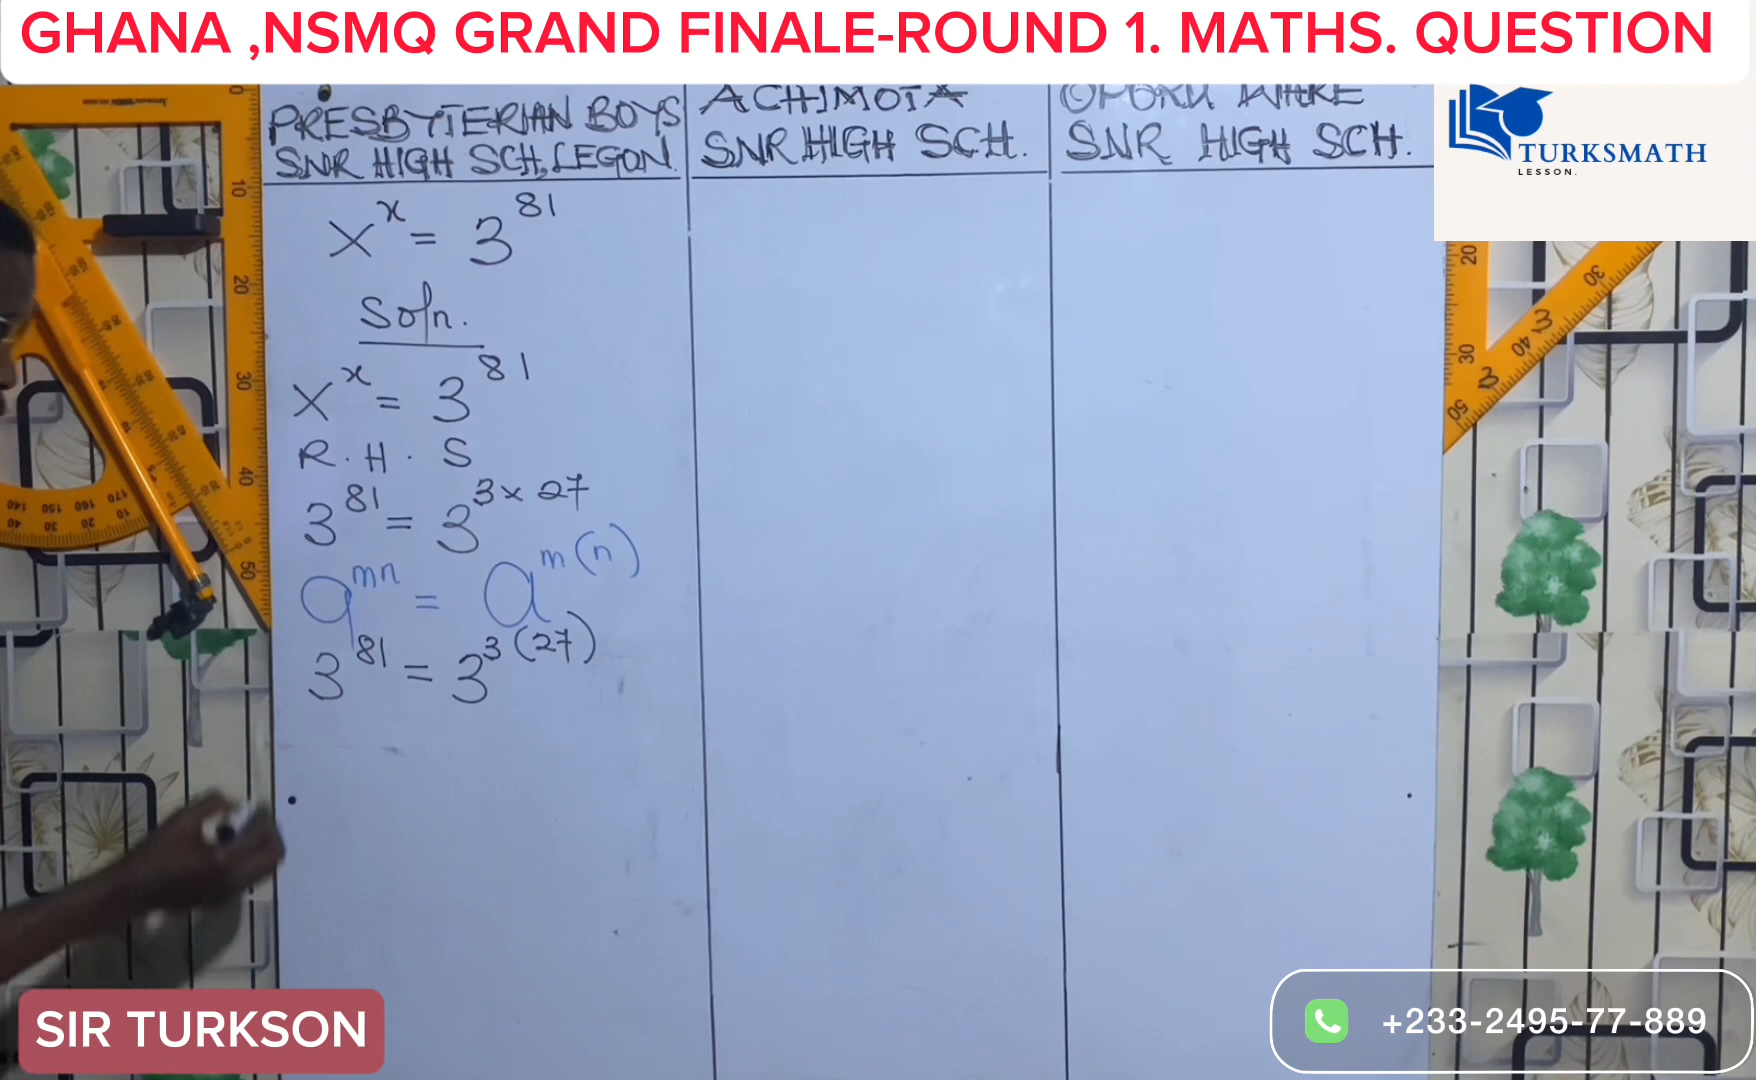 GHANA ,NSMQ GRAND FINALE-ROUND 1. MATHS. QUESTION
PRESBYTERIAN BOYS
SNR HIGH SCH, LEGON.
ACHIMOTA
SNR HIGH SCH.
OPOKU WARE
SNR HIGH SCH.
TURKSMATH
LESSON.
x^x = 3^81
Soln.
x^x = 3^81
R.H.S
3^81 = 3^3×27
a^mn = a^m(n)
3^81 = 3^3(27)
SIR TURKSON
+233-2495-77-889